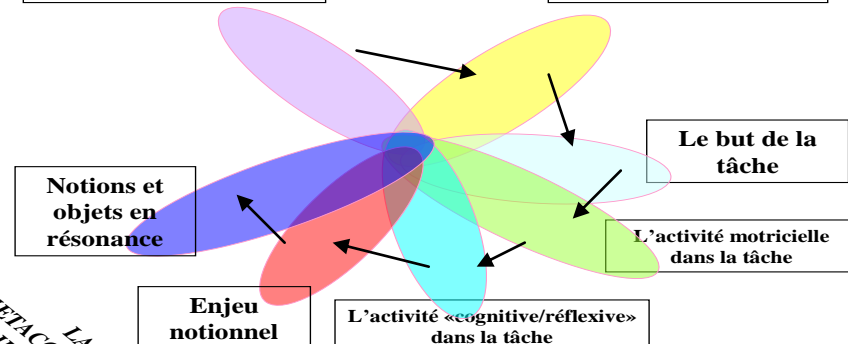 Le but de la
tâche
Notions et
objets en
résonance
L'activité motricielle
dans la tâche
Enjeu
notionnel
L'activité «cognitive/réflexive»
dans la tâche
LA